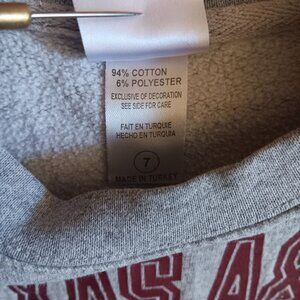 94% COTTON
6% POLYESTER
EXCLUSIVE OF DECORATION
SEE SIDE FOR CARE
FAIT EN TURQUIE
HECHO EN TURQUIA
7
MADE IN TURKEY